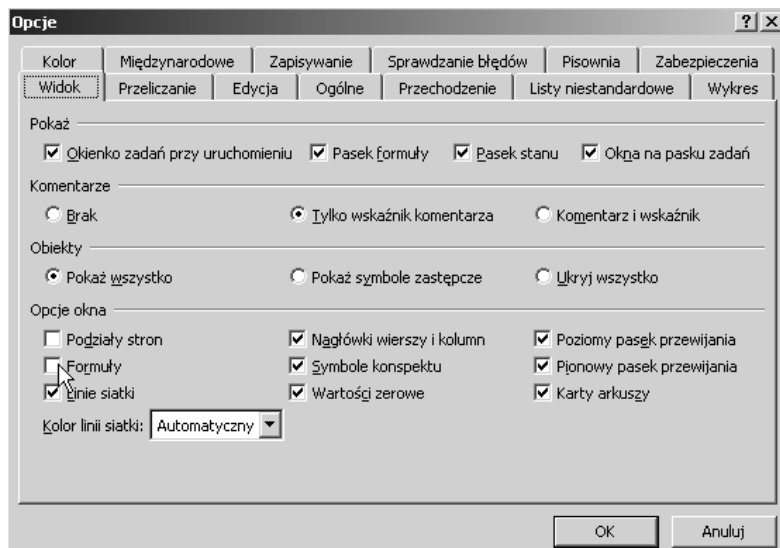 Opcje
Kolor Międzynarodowe Zapisywanie Sprawdzanie błędów Pisownia Zabezpieczenia
Widok Przeliczanie Edycja Ogólne Przechodzenie Listy niestandardowe Wykres
Pokaż
Okienko zadań przy uruchomieniu Pasek formuły Pasek stanu Okna na pasku zadań
Komentarze
Brak Tylko wskaźnik komentarza Komentarz i wskaźnik
Obiekty
Pokaż wszystko Pokaż symbole zastępcze Ukryj wszystko
Opcje okna
Podziały stron Nagłówki wierszy i kolumn Poziomy pasek przewijania
Formuły Symbole konspektu Pionowy pasek przewijania
Linie siatki Wartości zerowe Karty arkuszy
Kolor linii siatki: Automatyczny
OK Anuluj